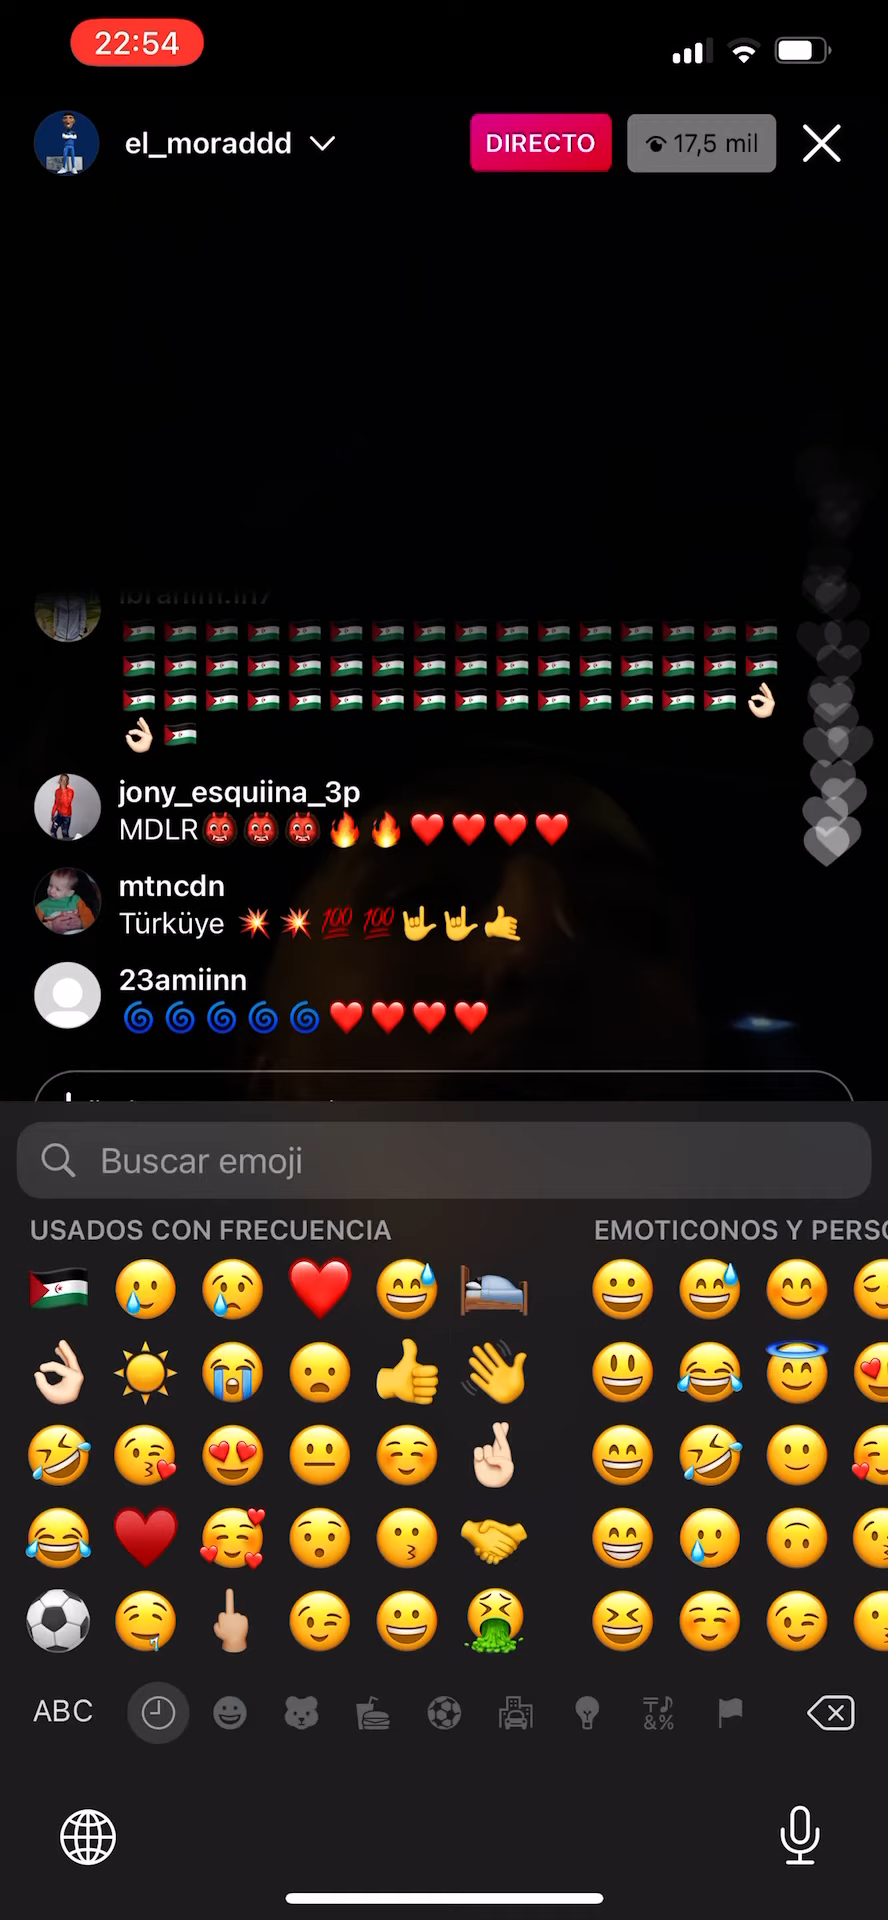 22:54
el_moraddd
DIRECTO
17,5 mil
jony_esquiina_3p
MDLR👹👹👹🔥🔥❤️❤️❤️❤️
mtncdn
Türküye 💥💥💯💯🤟🤟🤙
23amiinn
🌀🌀🌀🌀🌀❤️❤️❤️❤️
Buscar emoji
USADOS CON FRECUENCIA
EMOTICONOS Y PERSO
ABC